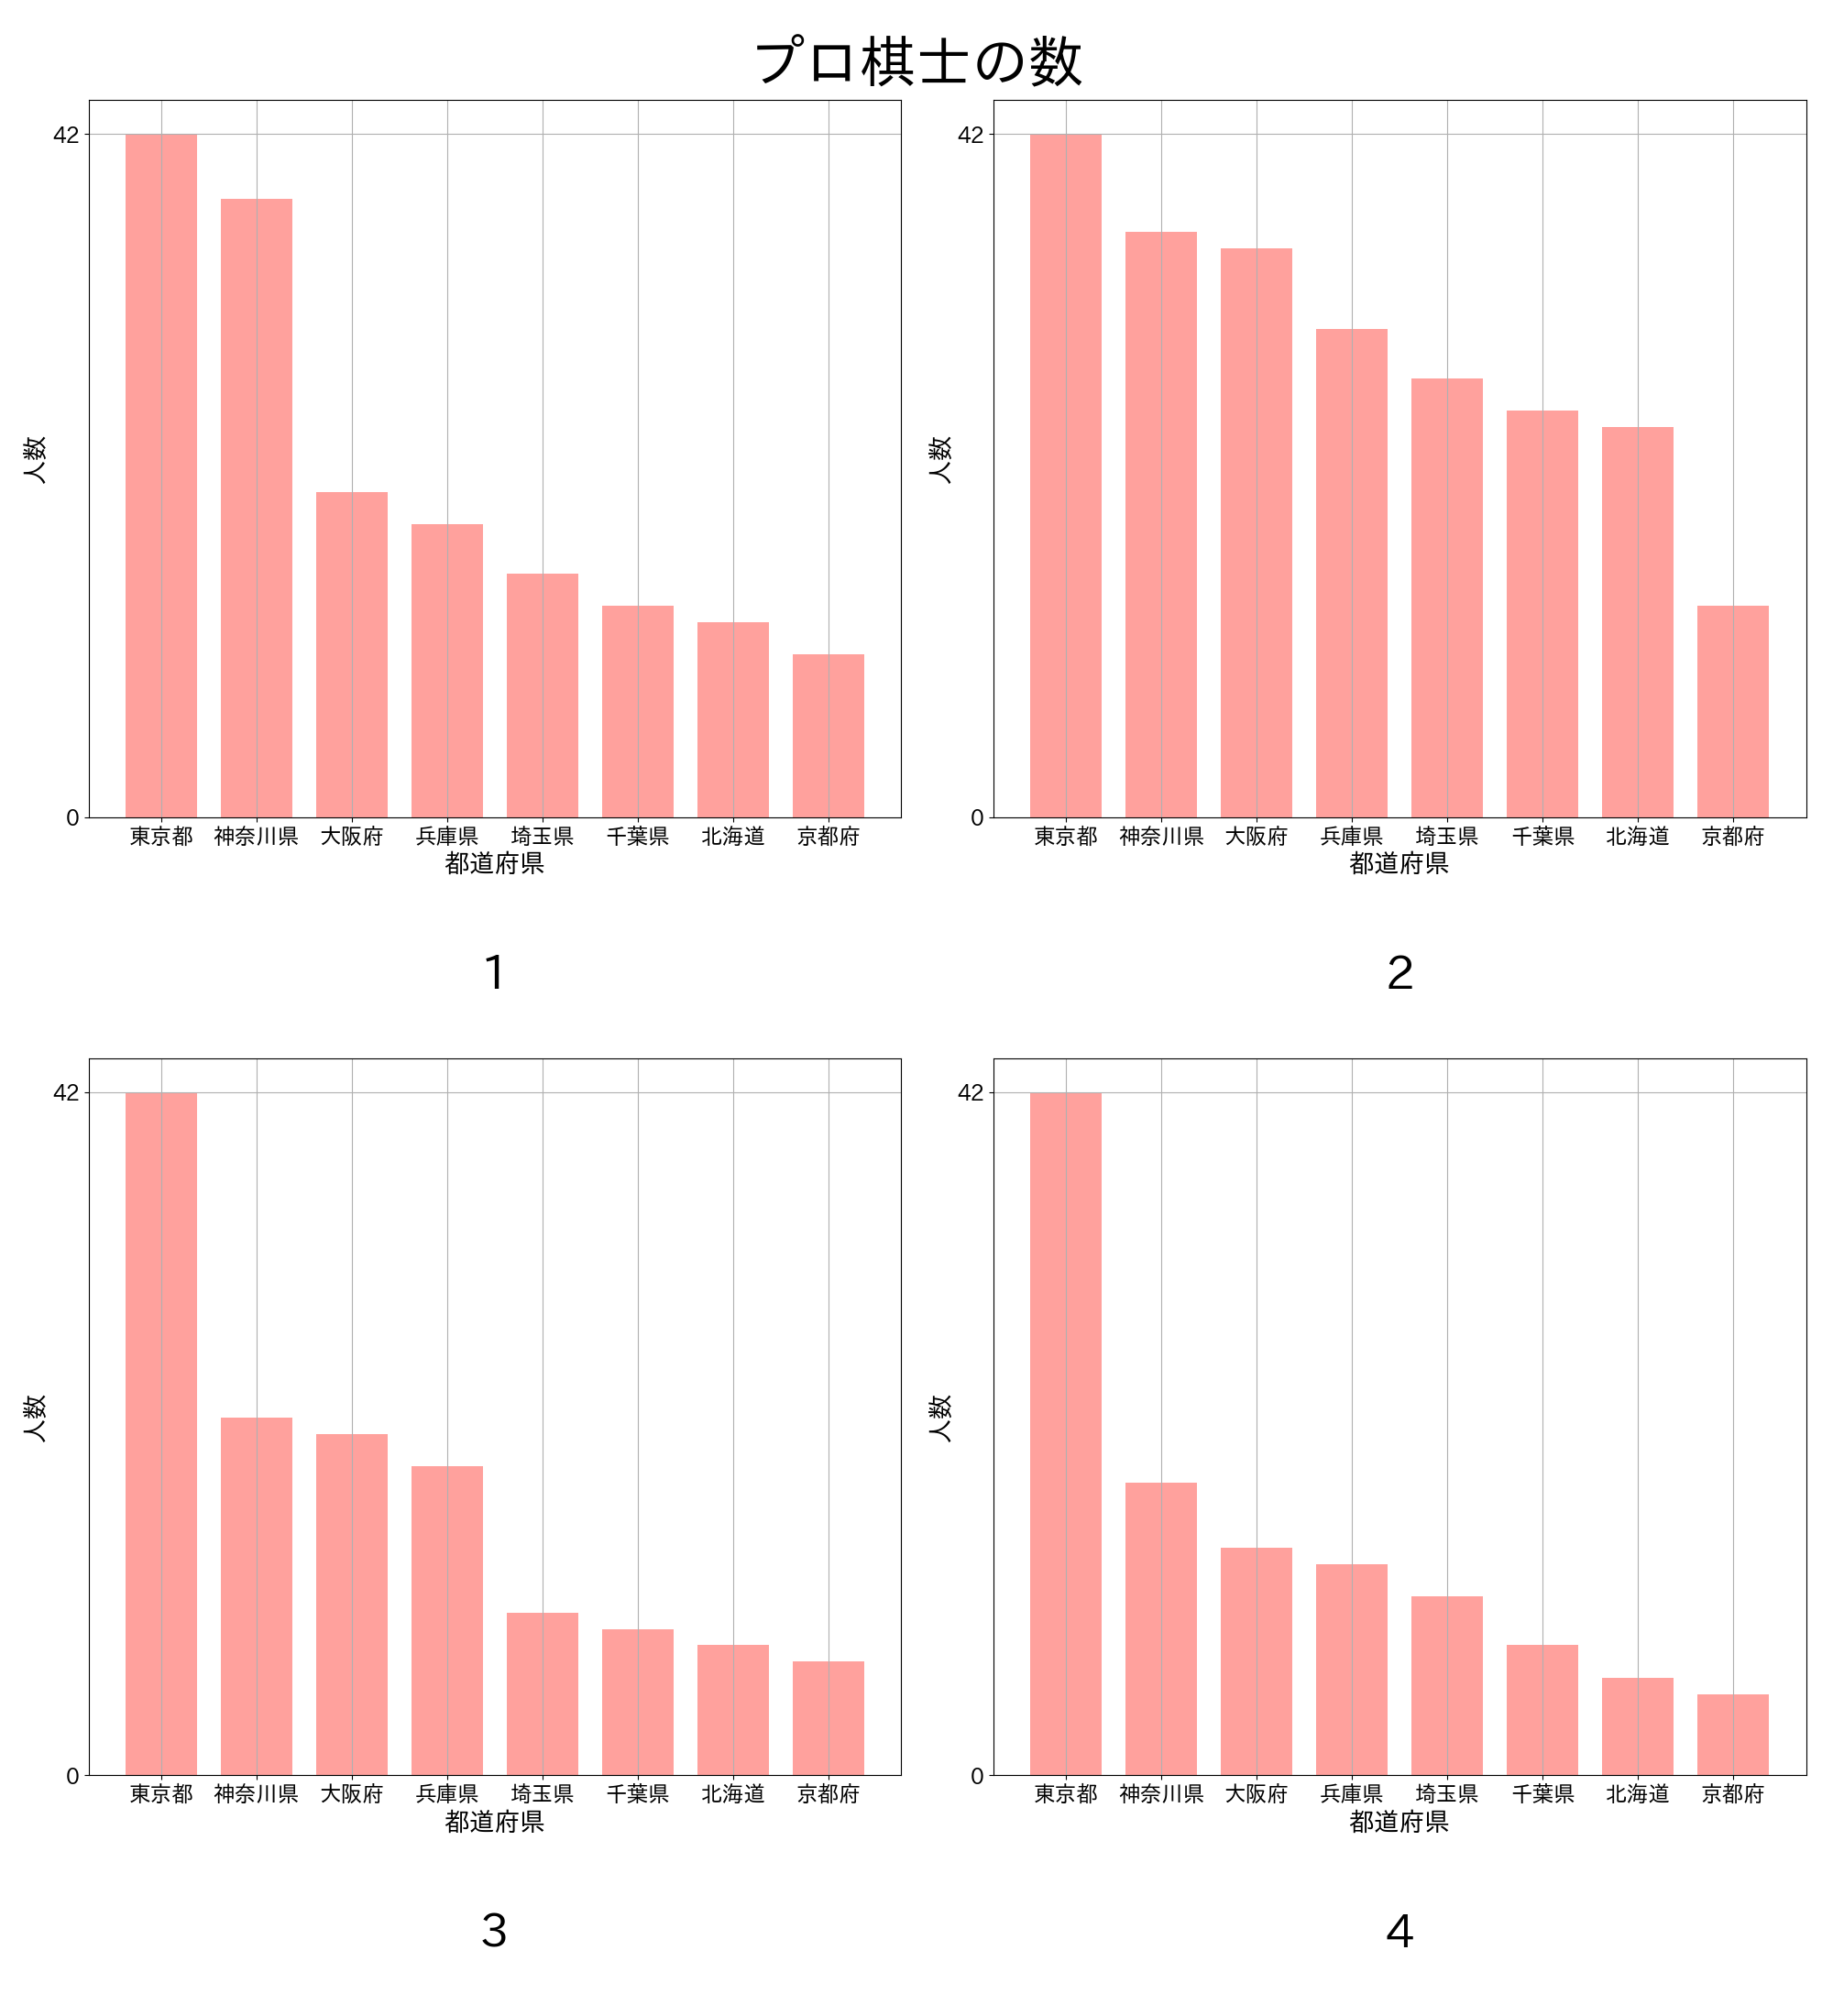 プロ棋士の数
42
0
人数
東京都 神奈川県 大阪府 兵庫県 埼玉県 千葉県 北海道 京都府
都道府県
1
42
0
人数
東京都 神奈川県 大阪府 兵庫県 埼玉県 千葉県 北海道 京都府
都道府県
2
42
0
人数
東京都 神奈川県 大阪府 兵庫県 埼玉県 千葉県 北海道 京都府
都道府県
3
42
0
人数
東京都 神奈川県 大阪府 兵庫県 埼玉県 千葉県 北海道 京都府
都道府県
4